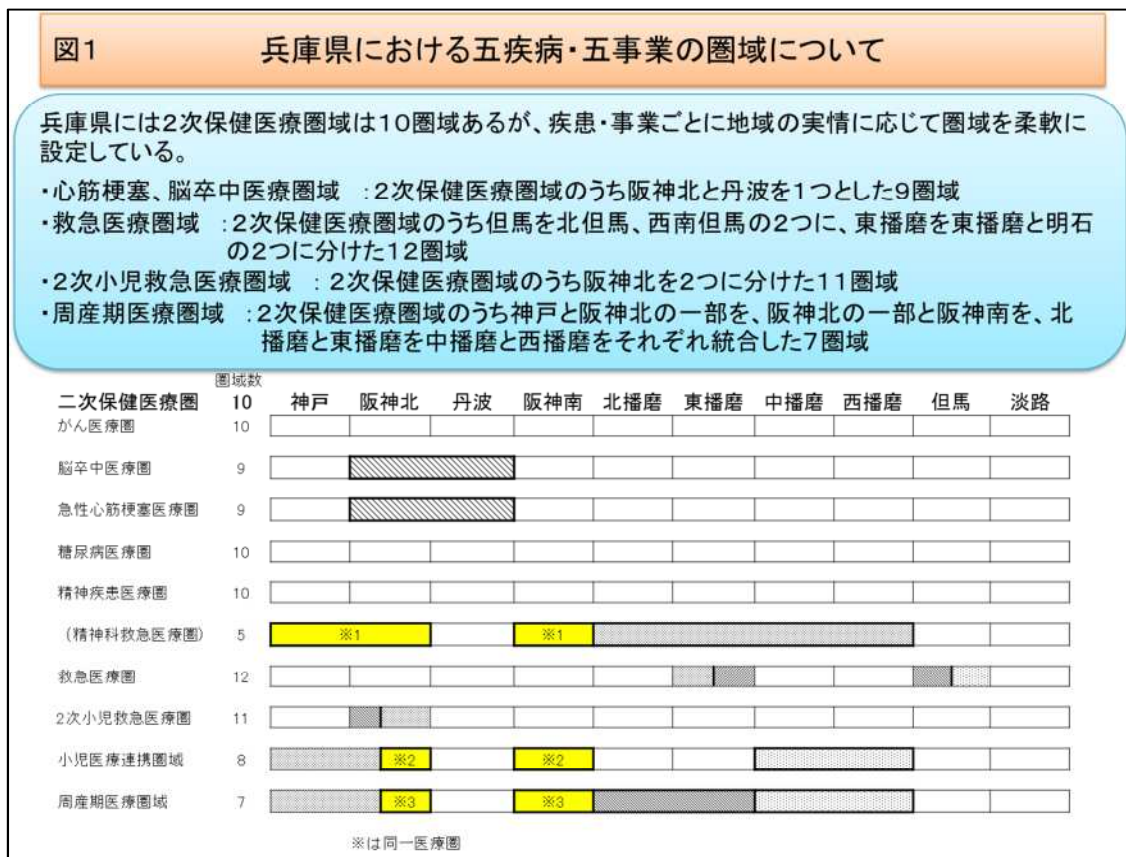 図1 兵庫県における五疾病・五事業の圏域について
兵庫県には2次保健医療圏域は10圏域あるが、疾患・事業ごとに地域の実情に応じて圏域を柔軟に
設定している。
・心筋梗塞、脳卒中医療圏域 :2次保健医療圏域のうち阪神北と丹波を1つとした9圏域
・救急医療圏域 :2次保健医療圏域のうち但馬を北但馬、西南但馬の2つに、東播磨を東播磨と明石
の2つに分けた12圏域
・2次小児救急医療圏域 :2次保健医療圏域のうち阪神北を2つに分けた11圏域
・周産期医療圏域 :2次保健医療圏域のうち神戸と阪神北の一部を、阪神北の一部と阪神南を、北
播磨と東播磨を中播磨と西播磨をそれぞれ統合した7圏域
圏域数
二次保健医療圏 10 神戸 阪神北 丹波 阪神南 北播磨 東播磨 中播磨 西播磨 但馬 淡路
がん医療圏 10
脳卒中医療圏 9
急性心筋梗塞医療圏 9
糖尿病医療圏 10
精神疾患医療圏 10
(精神科救急医療圏) 5 ※1 ※1
救急医療圏 12
2次小児救急医療圏 11
小児医療連携圏域 8 ※2 ※2
周産期医療圏域 7 ※3 ※3
※は同一医療圏